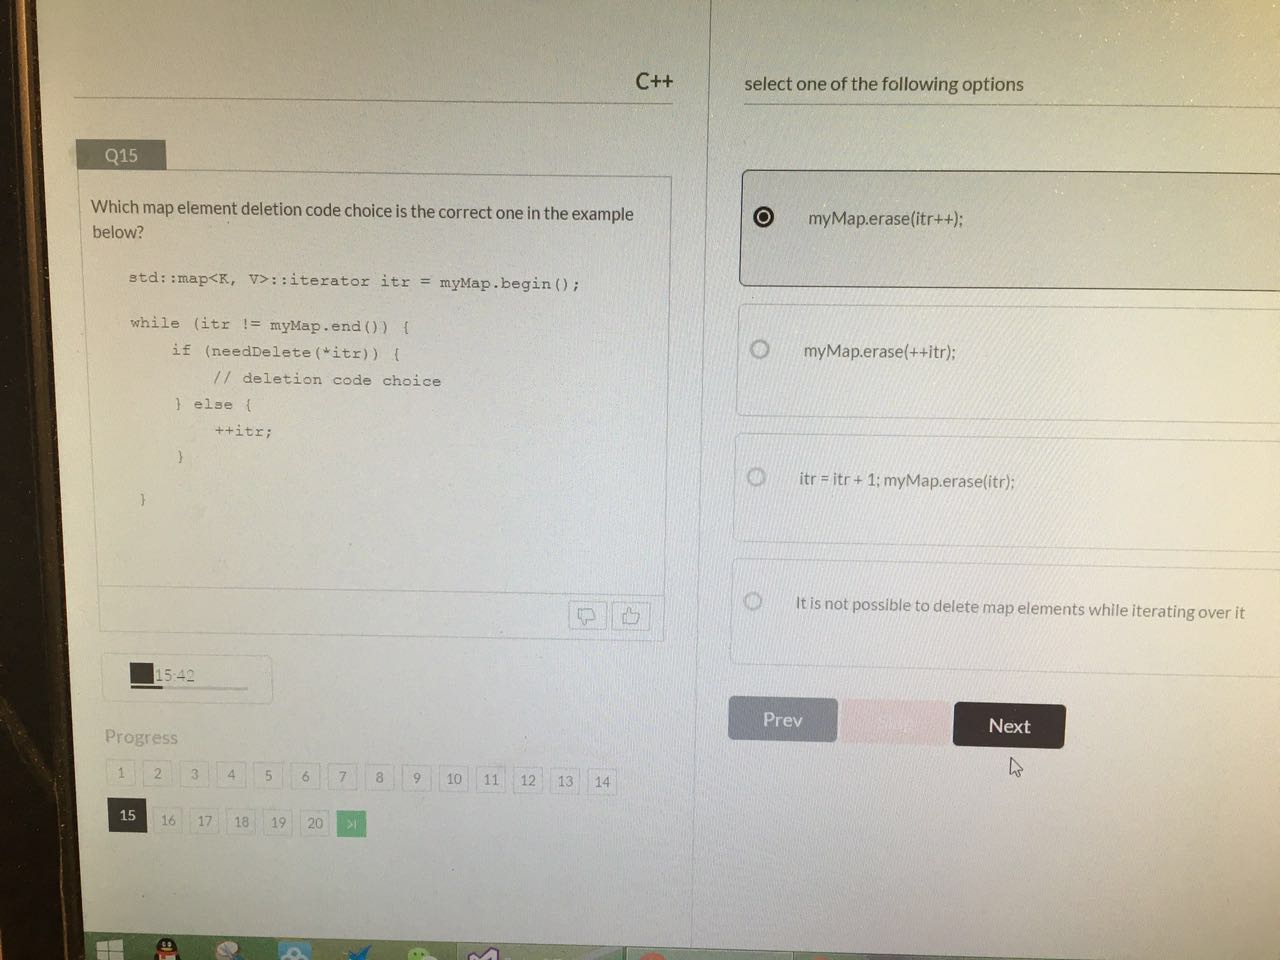 C++
select one of the following options
Q15
Which map element deletion code choice is the correct one in the example
below?
std::map<K, V>::iterator itr = myMap.begin();
while (itr != myMap.end()) {
if (needDelete(*itr)) {
// deletion code choice
} else {
++itr;
}
}
myMap.erase(itr++);
myMap.erase(++itr);
itr = itr + 1; myMap.erase(itr);
It is not possible to delete map elements while iterating over it
15:42
Prev
Next
Progress
1 2 3 4 5 6 7 8 9 10 11 12 13 14
15 16 17 18 19 20 >|